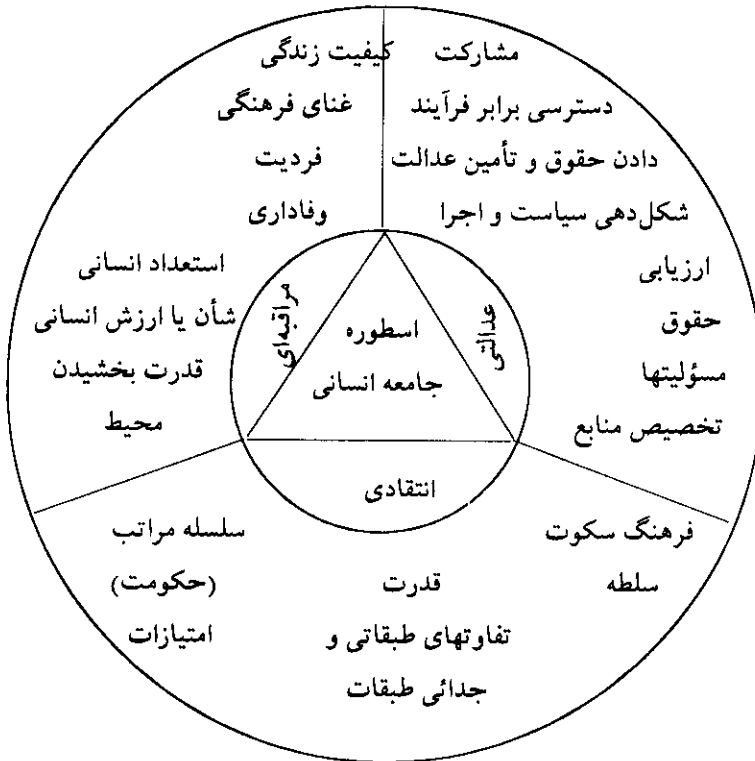 مشارکت
دسترسی برابر فرآیند
دادن حقوق و تأمین عدالت
شکل‌دهی سیاست و اجرا
ارزیابی
حقوق
مسؤلیتها
تخصیص منابع
کیفیت زندگی
غنای فرهنگی
فردیت
وفاداری
استعداد انسانی
شأن یا ارزش انسانی
قدرت بخشیدن
محیط
عدالتی
مراقبه‌ای
اسطوره
جامعه انسانی
انتقادی
فرهنگ سکوت
سلطه
قدرت
تفاوتهای طبقاتی و
جدائی طبقات
سلسله مراتب
(حکومت)
امتیازات